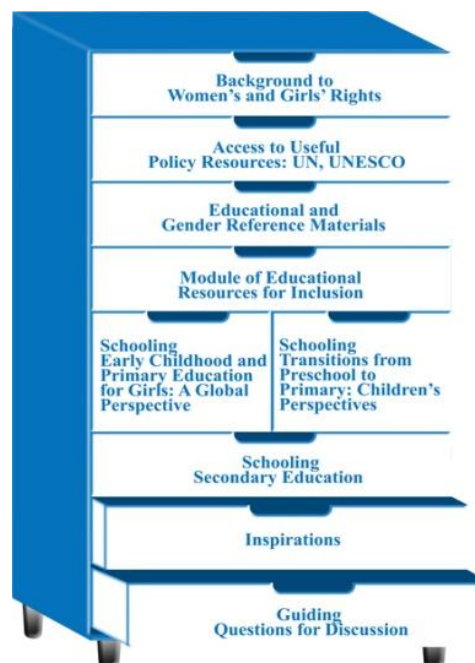 Background to
Women's and Girls' Rights
Access to Useful
Policy Resources: UN, UNESCO
Educational and
Gender Reference Materials
Module of Educational
Resources for Inclusion
Schooling
Early Childhood and
Primary Education
for Girls: A Global
Perspective
Schooling
Transitions from
Preschool to
Primary: Children's
Perspectives
Schooling
Secondary Education
Inspirations
Guiding
Questions for Discussion